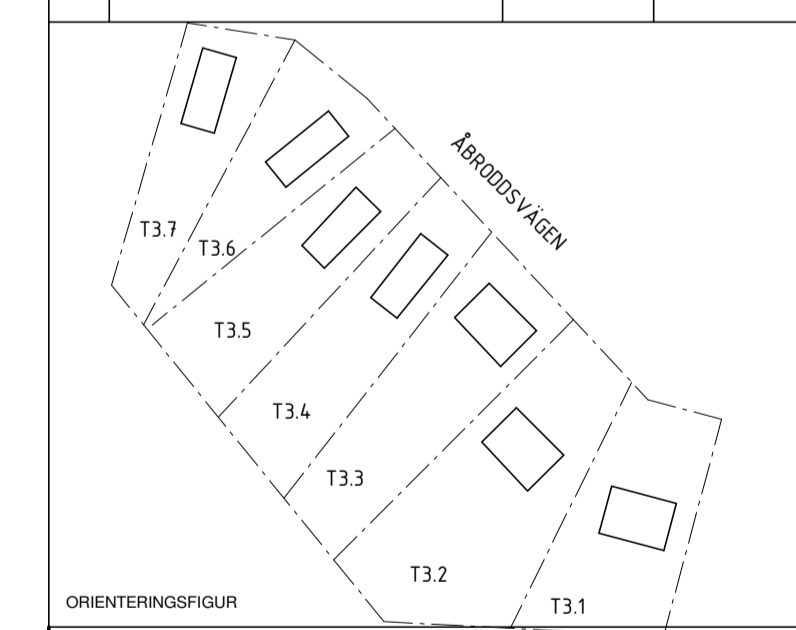 ÅBRODDSVÄGEN
T3.7
T3.6
T3.5
T3.4
T3.3
T3.2
T3.1
ORIENTERINGSFIGUR